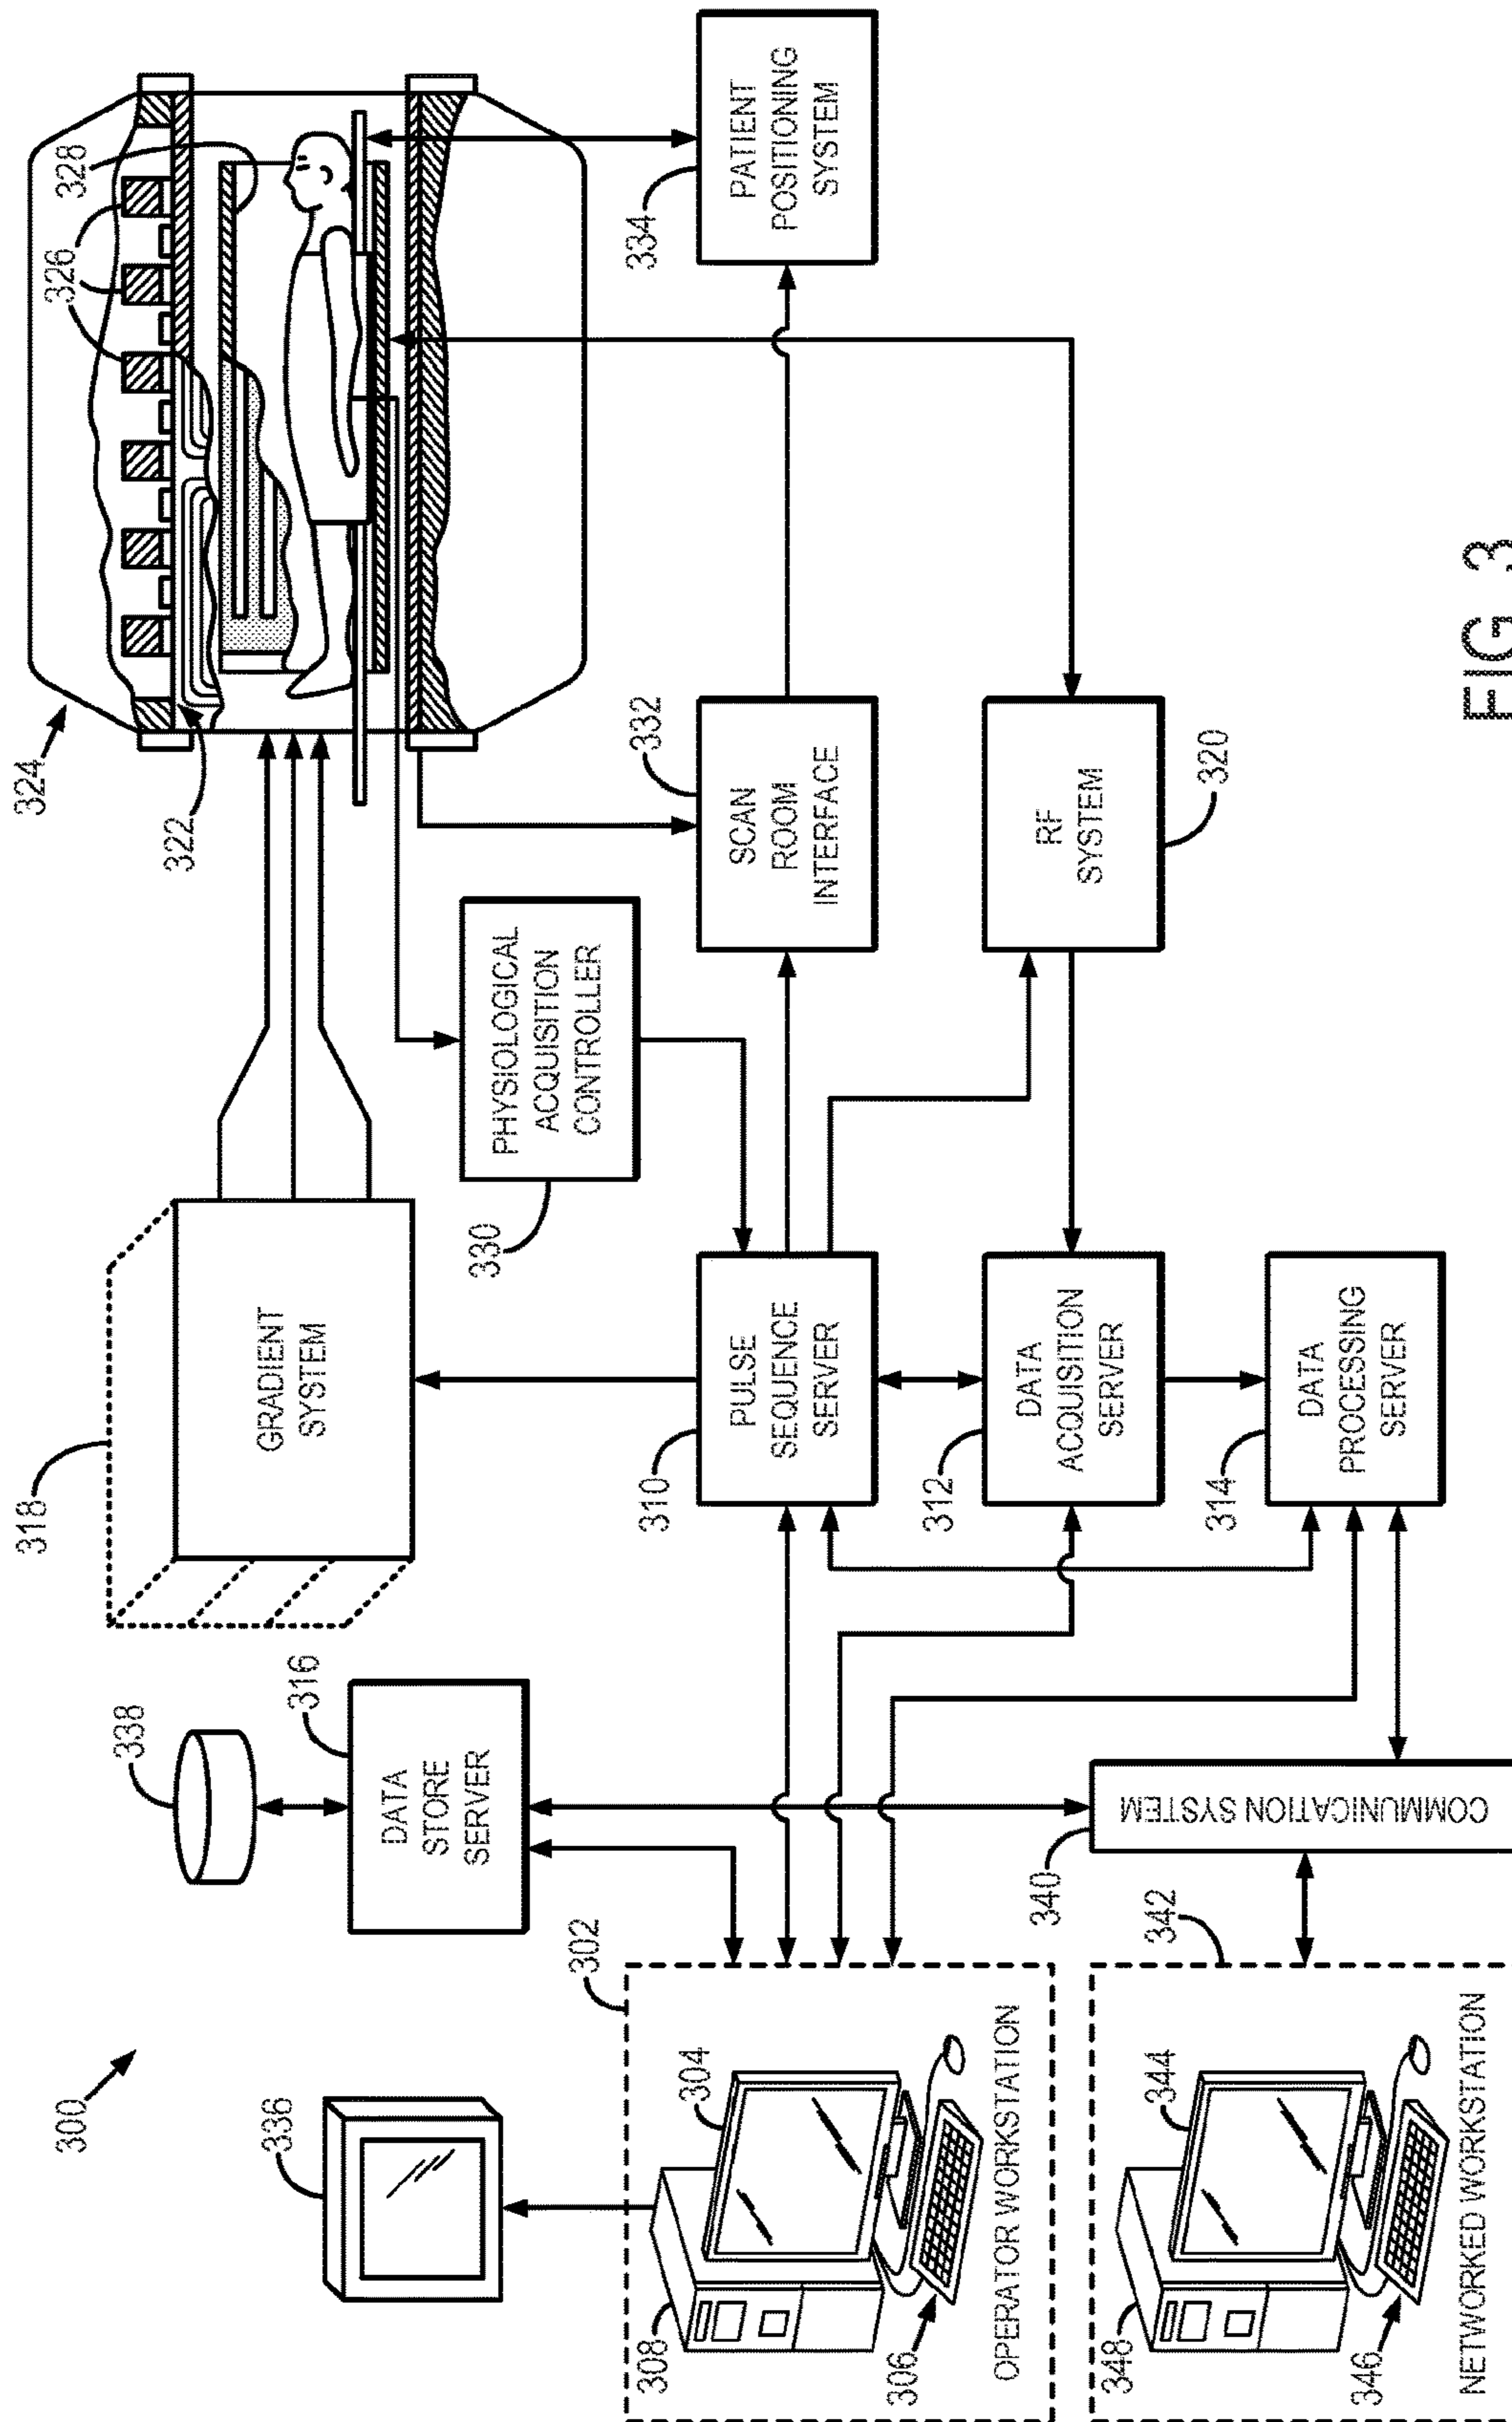 300
336
338
316
DATA
STORE
SERVER
318
GRADIENT
SYSTEM
324
322
326
328
302
304
308
306
OPERATOR WORKSTATION
310
PULSE
SEQUENCE
SERVER
330
PHYSIOLOGICAL
ACQUISITION
CONTROLLER
332
SCAN
ROOM
INTERFACE
334
PATIENT
POSITIONING
SYSTEM
312
DATA
ACQUISITION
SERVER
RF
SYSTEM
320
314
DATA
PROCESSING
SERVER
340
COMMUNICATION SYSTEM
342
344
348
346
NETWORKED WORKSTATION
FIG. 3